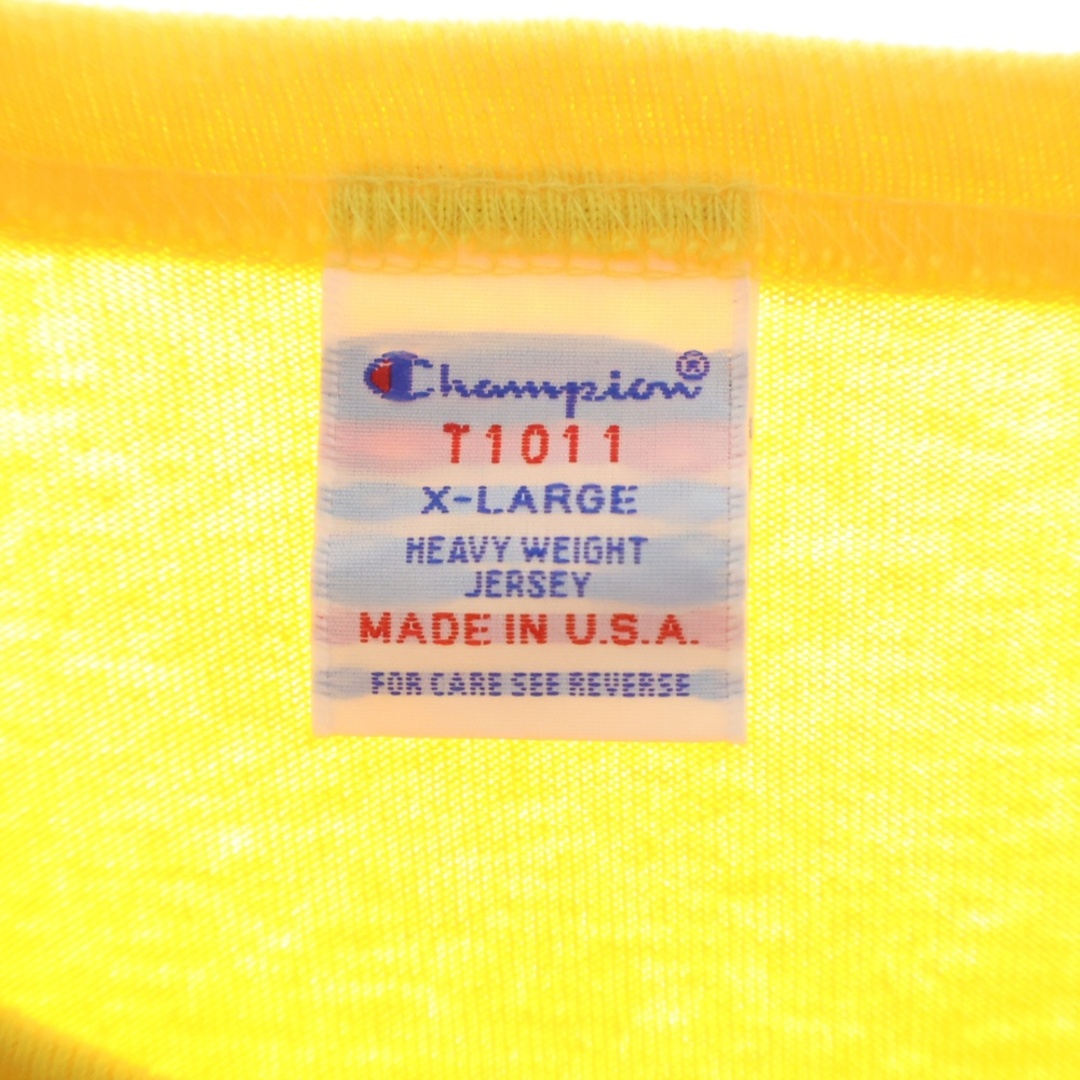 Champion®
T1011
X-LARGE
HEAVY WEIGHT
JERSEY
MADE IN U.S.A.
FOR CARE SEE REVERSE